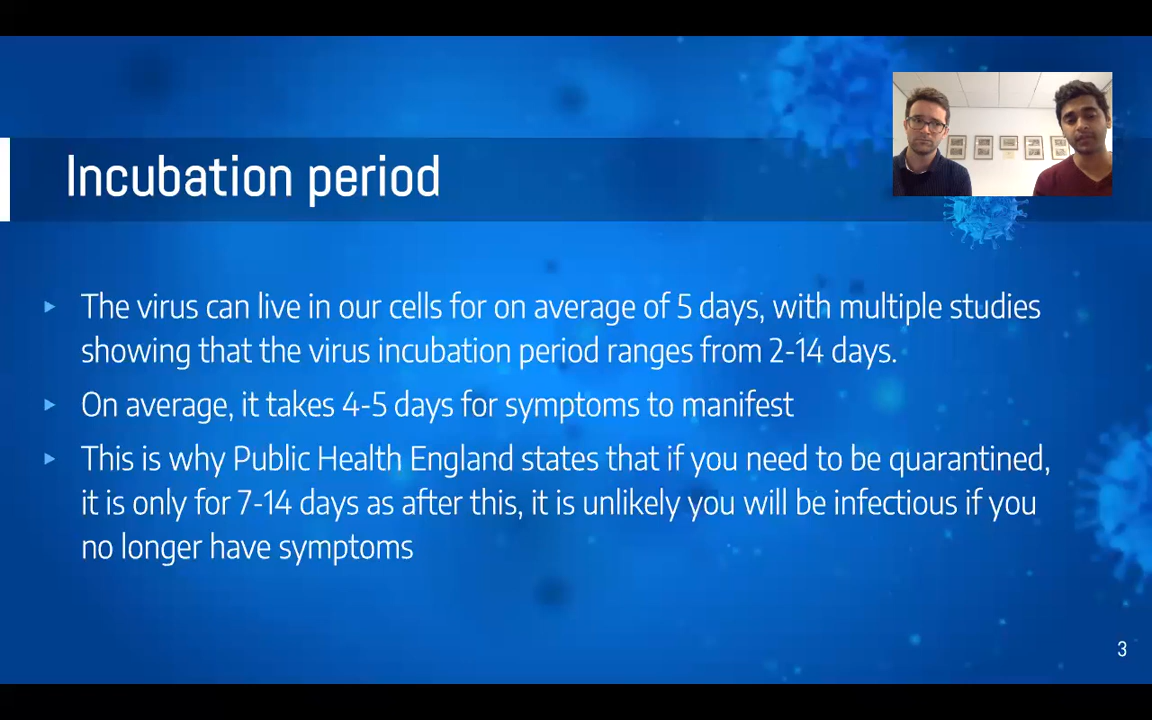 Incubation period
The virus can live in our cells for on average of 5 days, with multiple studies
showing that the virus incubation period ranges from 2-14 days.
On average, it takes 4-5 days for symptoms to manifest
This is why Public Health England states that if you need to be quarantined,
it is only for 7-14 days as after this, it is unlikely you will be infectious if you
no longer have symptoms
3